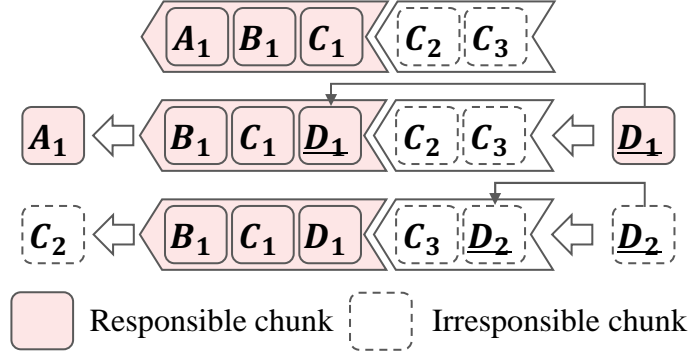 A₁ B₁ C₁ C₂ C₃
A₁ B₁ C₁ D₁ C₂ C₃ D₁
C₂ B₁ C₁ D₁ C₃ D₂ D₂
Responsible chunk Irresponsible chunk